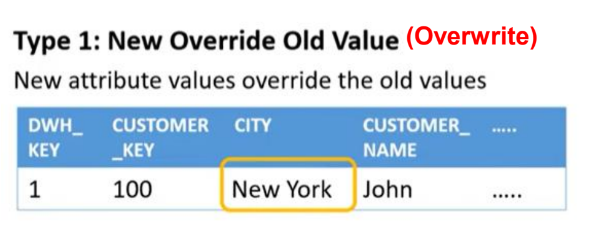 Type 1: New Override Old Value (Overwrite)
New attribute values override the old values
DWH_ CUSTOMER CITY CUSTOMER_ .....
KEY _KEY NAME
1 100 New York John .....